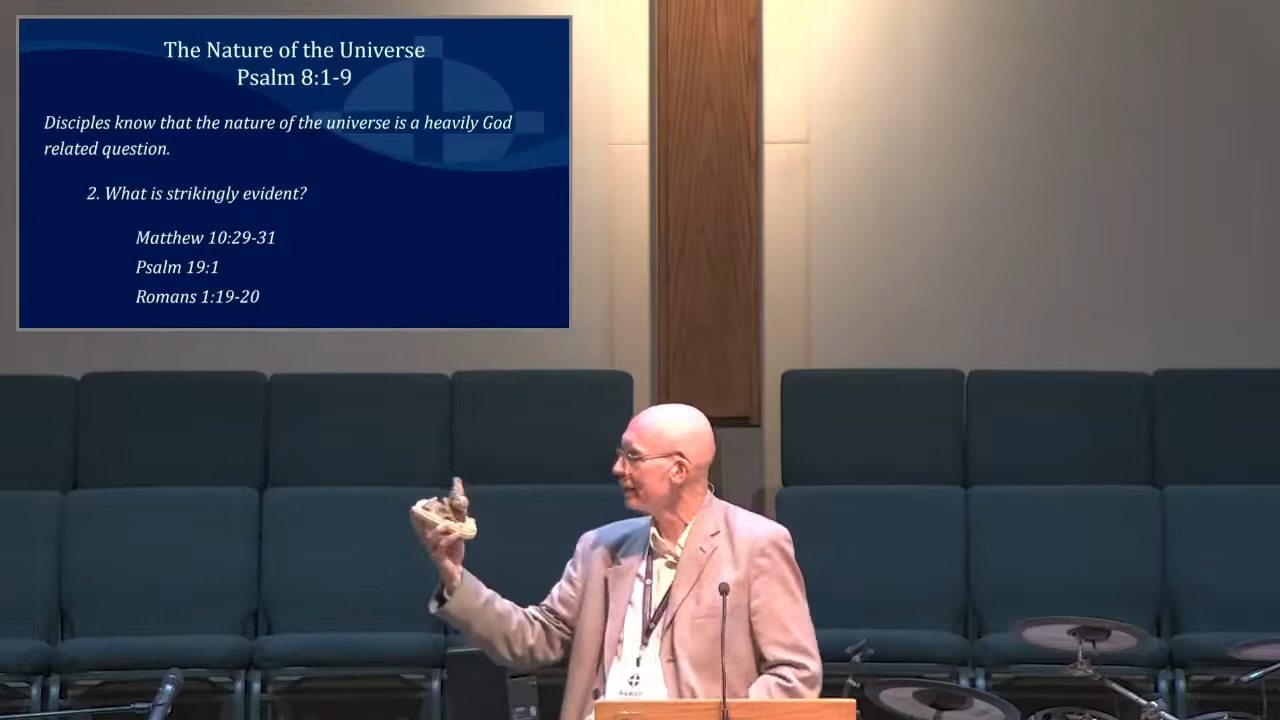 The Nature of the Universe
Psalm 8:1-9
Disciples know that the nature of the universe is a heavily God
related question.
2. What is strikingly evident?
Matthew 10:29-31
Psalm 19:1
Romans 1:19-20